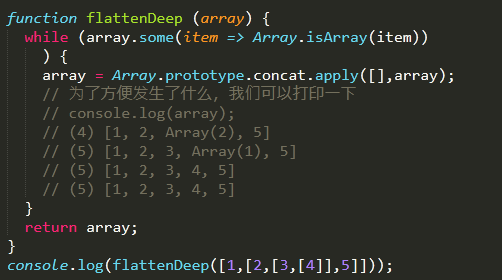 function flattenDeep (array) {
  while (array.some(item => Array.isArray(item))
    ) {
    array = Array.prototype.concat.apply([],array);
    // 为了方便发生了什么，我们可以打印一下
    // console.log(array);
    // (4) [1, 2, Array(2), 5]
    // (5) [1, 2, 3, Array(1), 5]
    // (5) [1, 2, 3, 4, 5]
    // (5) [1, 2, 3, 4, 5]
  }
  return array;
}
console.log(flattenDeep([1,[2,[3,[4]],5]]));